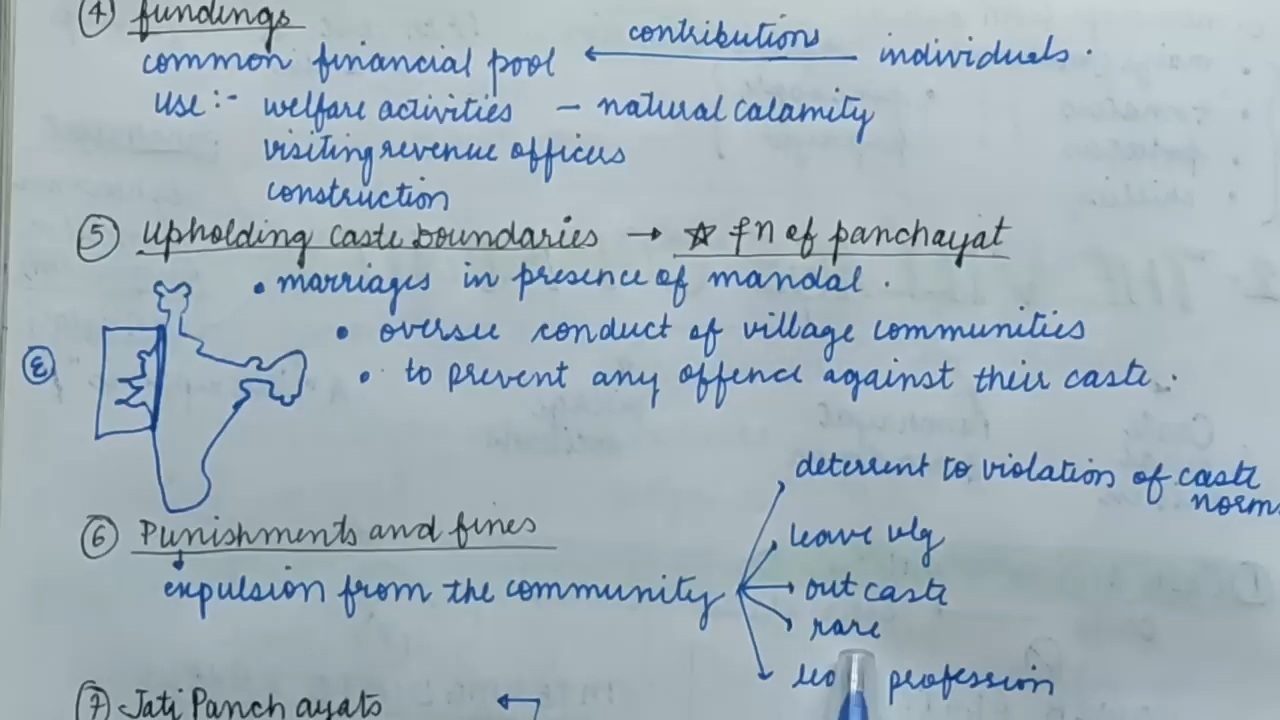 ④ fundings
common financial pool ← contributions individuals.
use :- welfare activities – natural calamity
visiting revenue officers
construction
⑤ Upholding caste boundaries → ☆ fn of panchayat
• marriages in presence of mandal.
• oversee conduct of village communities
• to prevent any offence against their caste.
⑥ Punishments and fines
deterrent to violation of caste norm
leave vlg
expulsion from the community
out caste
rare
profession
⑦ Jati Panchayats